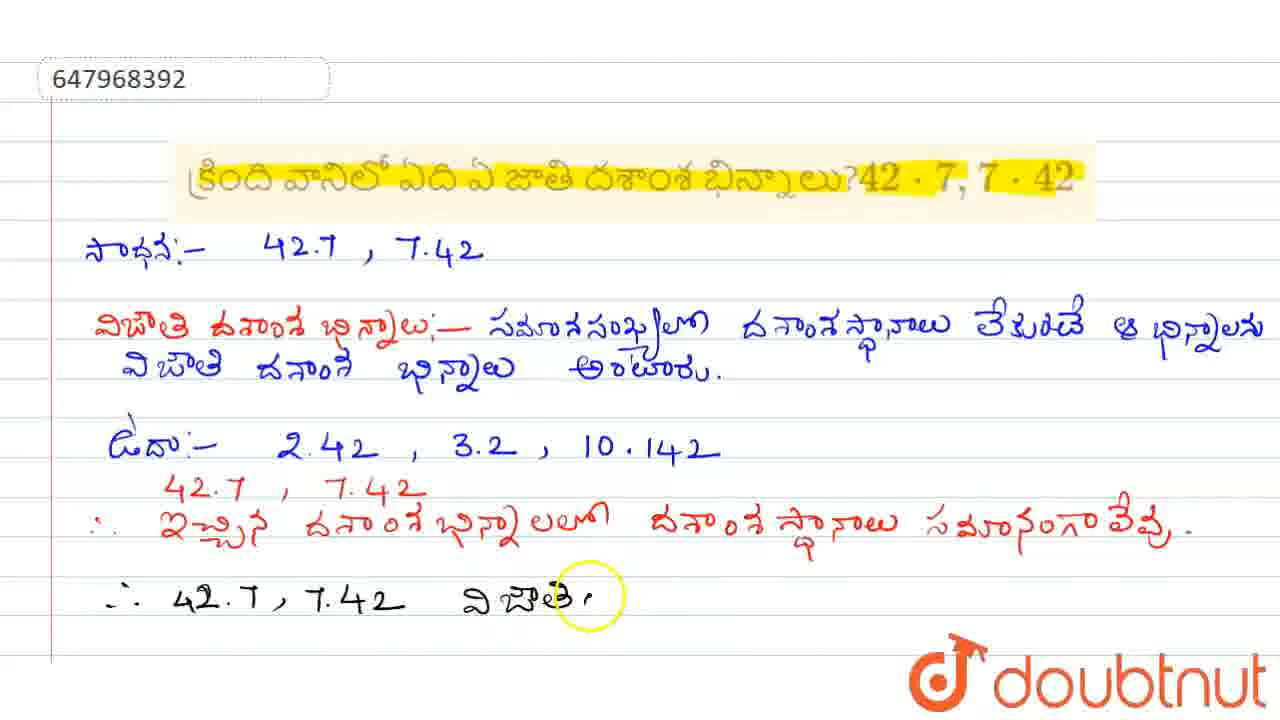 647968392
క్రింది వానిలో ఏది ఏ జాతి దశాంశ భిన్నాలు? 42 · 7, 7 · 42
సాధన:- 42.7 , 7.42
విజాతి దశాంశ భిన్నాలు:- సమాన సంఖ్యలో దశాంశ స్థానాలు లేకుంటే ఆ భిన్నాలను
విజాతి దశాంశ భిన్నాలు అంటారు.
ఉదా:- 2.42 , 3.2 , 10.142
42.7 , 7.42
∴ ఇచ్చిన దశాంశ భిన్నాలలో దశాంశ స్థానాలు సమానంగా లేవు.
∴ 42.7, 7.42 విజాతి
doubtnut